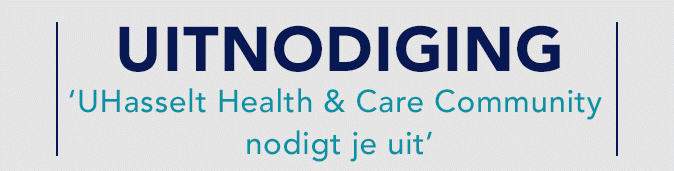 UITNODIGING
‘UHasselt Health & Care Community
nodigt je uit’